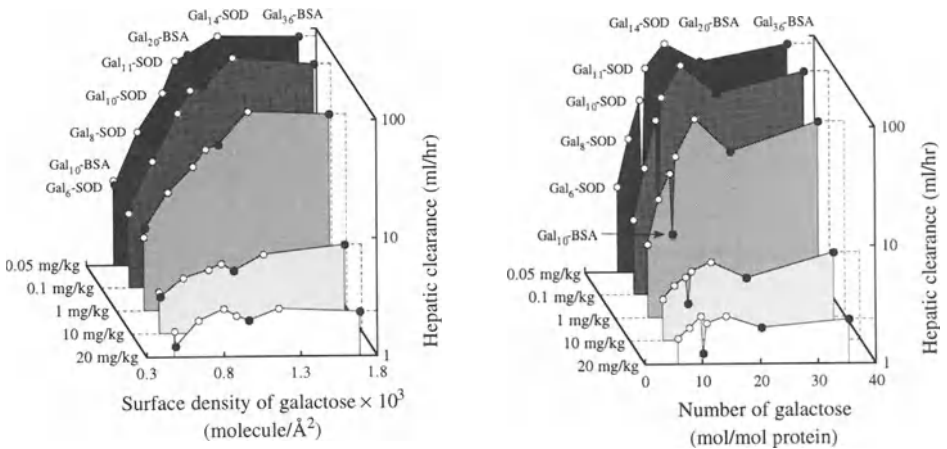 Gal14-SOD Gal36-BSA
Gal20-BSA
Gal11-SOD
Gal10-SOD
Gal8-SOD
Gal10-BSA
Gal6-SOD
0.05 mg/kg
0.1 mg/kg
1 mg/kg
10 mg/kg
20 mg/kg
0.3 0.8 1.3 1.8
100
10
1
Hepatic clearance (ml/hr)
Surface density of galactose × 10³
(molecule/Å²)
Gal14-SOD Gal20-BSA Gal36-BSA
Gal11-SOD
Gal10-SOD
Gal8-SOD
Gal6-SOD
Gal10-BSA
0.05 mg/kg
0.1 mg/kg
1 mg/kg
10 mg/kg
20 mg/kg
0 10 20 30 40
100
10
1
Hepatic clearance (ml/hr)
Number of galactose
(mol/mol protein)